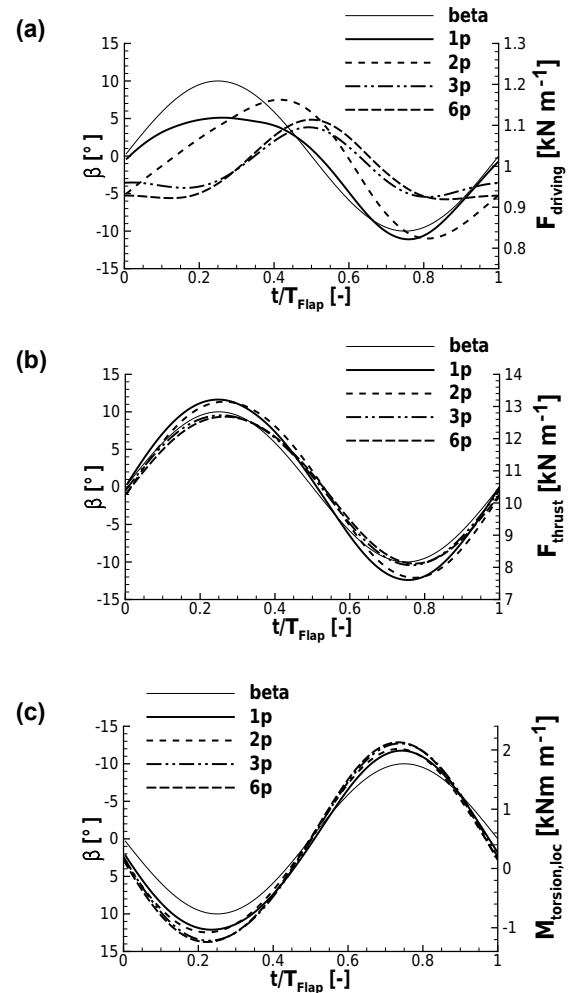 (a)
beta
1p
2p
3p
6p
15
10
5
0
-5
-10
-15
β [°]
1.3
1.2
1.1
1
0.9
0.8
F_driving [kN m^-1]
0 0.2 0.4 0.6 0.8 1
t/T_Flap [-]
(b)
beta
1p
2p
3p
6p
15
10
5
0
-5
-10
-15
β [°]
14
13
12
11
10
9
8
7
F_thrust [kN m^-1]
0 0.2 0.4 0.6 0.8 1
t/T_Flap [-]
(c)
beta
1p
2p
3p
6p
-15
-10
-5
0
5
10
15
β [°]
2
1
0
-1
M_torsion,loc [kNm m^-1]
0 0.2 0.4 0.6 0.8 1
t/T_Flap [-]